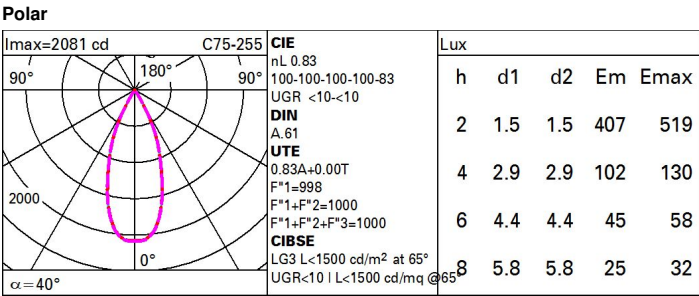 Polar
Imax=2081 cd C75-255
90° 180° 90°
2000
0°
α=40°
CIE
nL 0.83
100-100-100-100-83
UGR <10-<10
DIN
A.61
UTE
0.83A+0.00T
F"1=998
F"1+F"2=1000
F"1+F"2+F"3=1000
CIBSE
LG3 L<1500 cd/m² at 65°
UGR<10 | L<1500 cd/mq @65°
Lux
h d1 d2 Em Emax
2 1.5 1.5 407 519
4 2.9 2.9 102 130
6 4.4 4.4 45 58
8 5.8 5.8 25 32